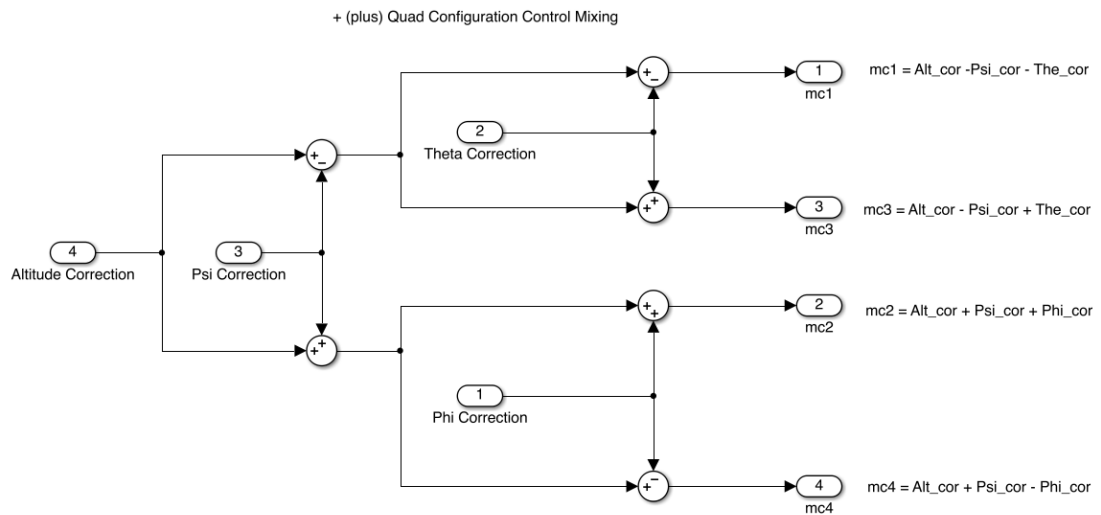 + (plus) Quad Configuration Control Mixing
1
mc1
mc1 = Alt_cor -Psi_cor - The_cor
2
Theta Correction
3
mc3
mc3 = Alt_cor - Psi_cor + The_cor
4
Altitude Correction
3
Psi Correction
2
mc2
mc2 = Alt_cor + Psi_cor + Phi_cor
1
Phi Correction
4
mc4
mc4 = Alt_cor + Psi_cor - Phi_cor